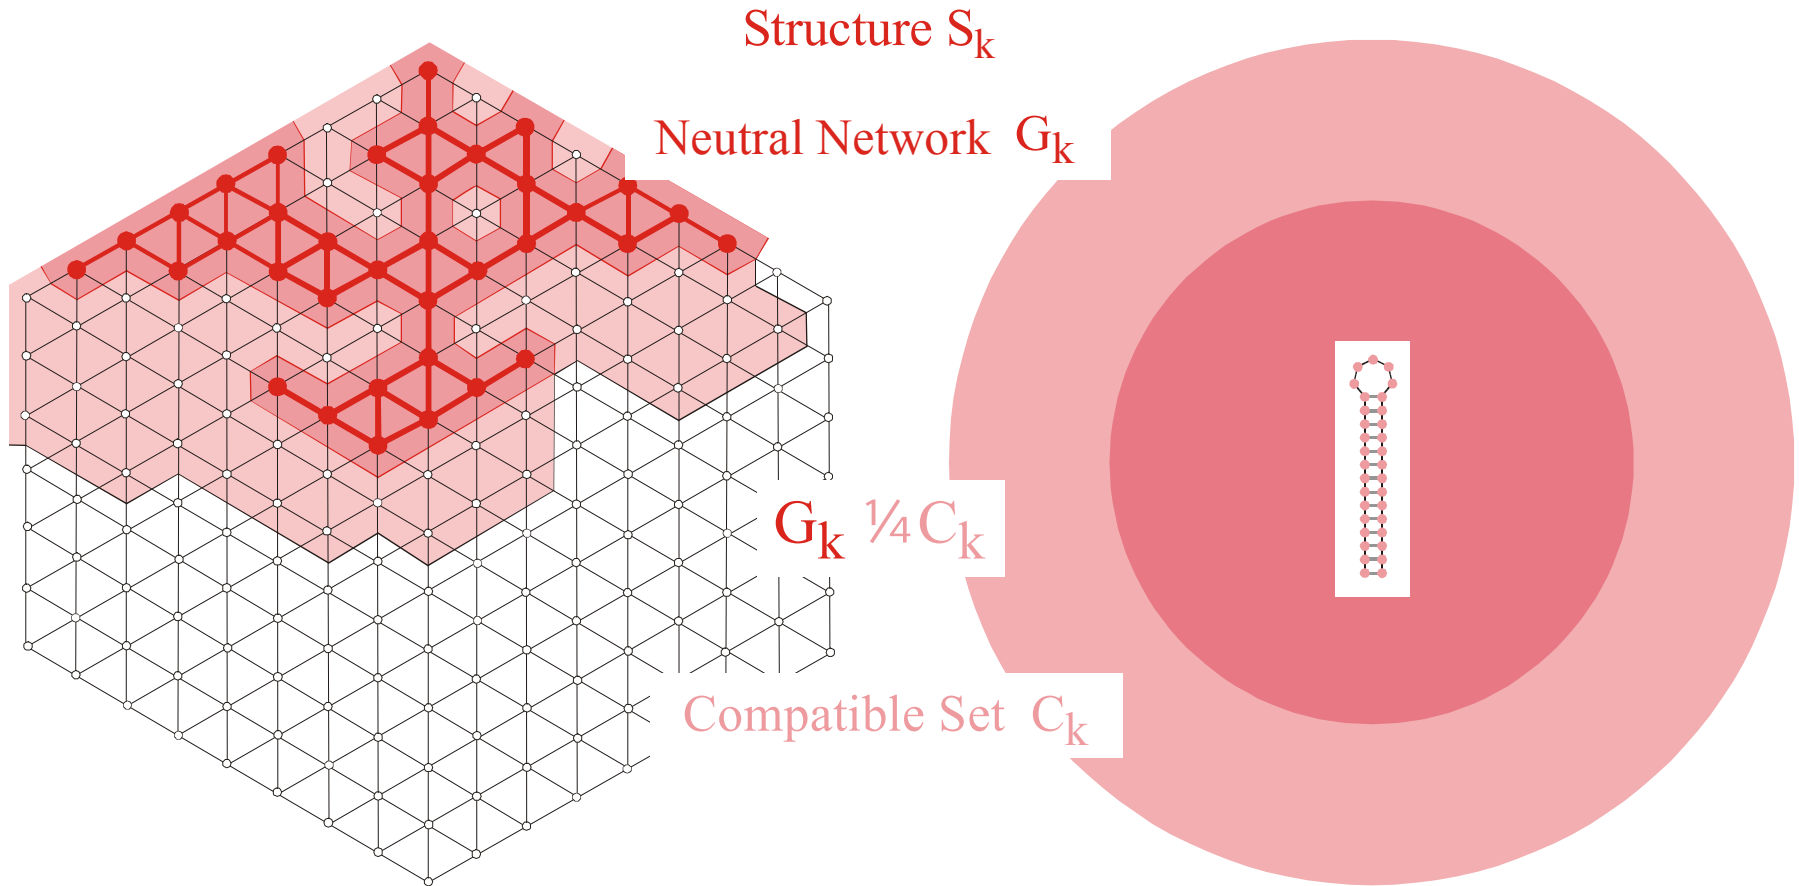 Structure Sk
Neutral Network Gk
Gk ¼ Ck
Compatible Set Ck